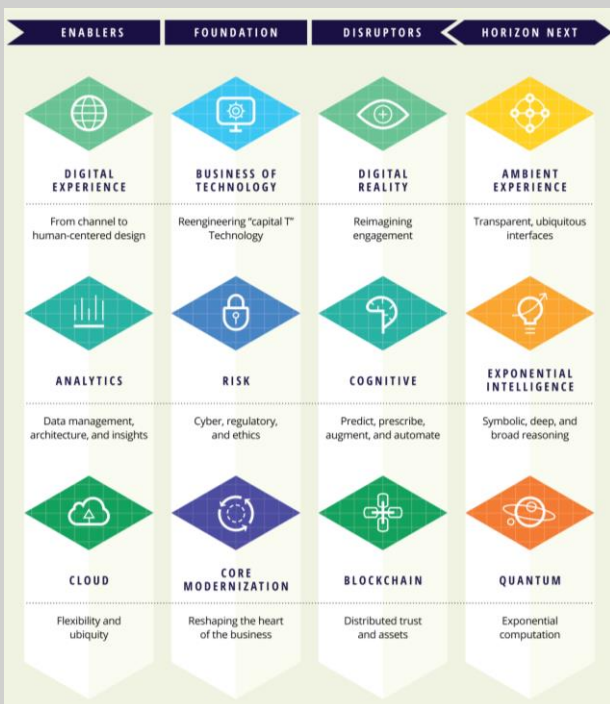 ENABLERS
FOUNDATION
DISRUPTORS
HORIZON NEXT
DIGITAL
EXPERIENCE
BUSINESS OF
TECHNOLOGY
DIGITAL
REALITY
AMBIENT
EXPERIENCE
From channel to
human-centered design
Reengineering “capital T”
Technology
Reimagining
engagement
Transparent, ubiquitous
interfaces
ANALYTICS
RISK
COGNITIVE
EXPONENTIAL
INTELLIGENCE
Data management,
architecture, and insights
Cyber, regulatory,
and ethics
Predict, prescribe,
augment, and automate
Symbolic, deep, and
broad reasoning
CLOUD
CORE
MODERNIZATION
BLOCKCHAIN
QUANTUM
Flexibility and
ubiquity
Reshaping the heart
of the business
Distributed trust
and assets
Exponential
computation